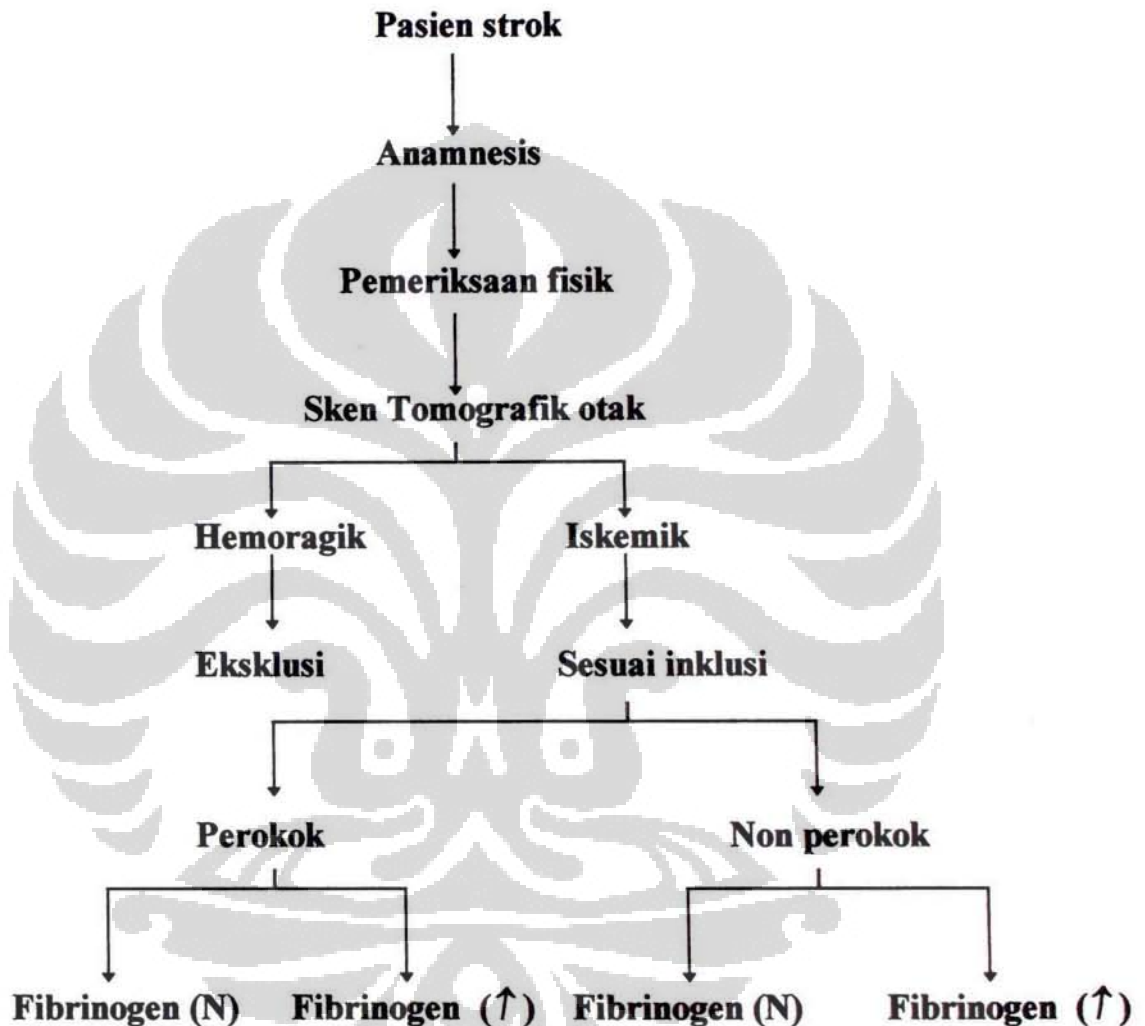 Pasien strok
Anamnesis
Pemeriksaan fisik
Sken Tomografik otak
Hemoragik Iskemik
Eksklusi Sesuai inklusi
Perokok Non perokok
Fibrinogen (N) Fibrinogen (↑) Fibrinogen (N) Fibrinogen (↑)